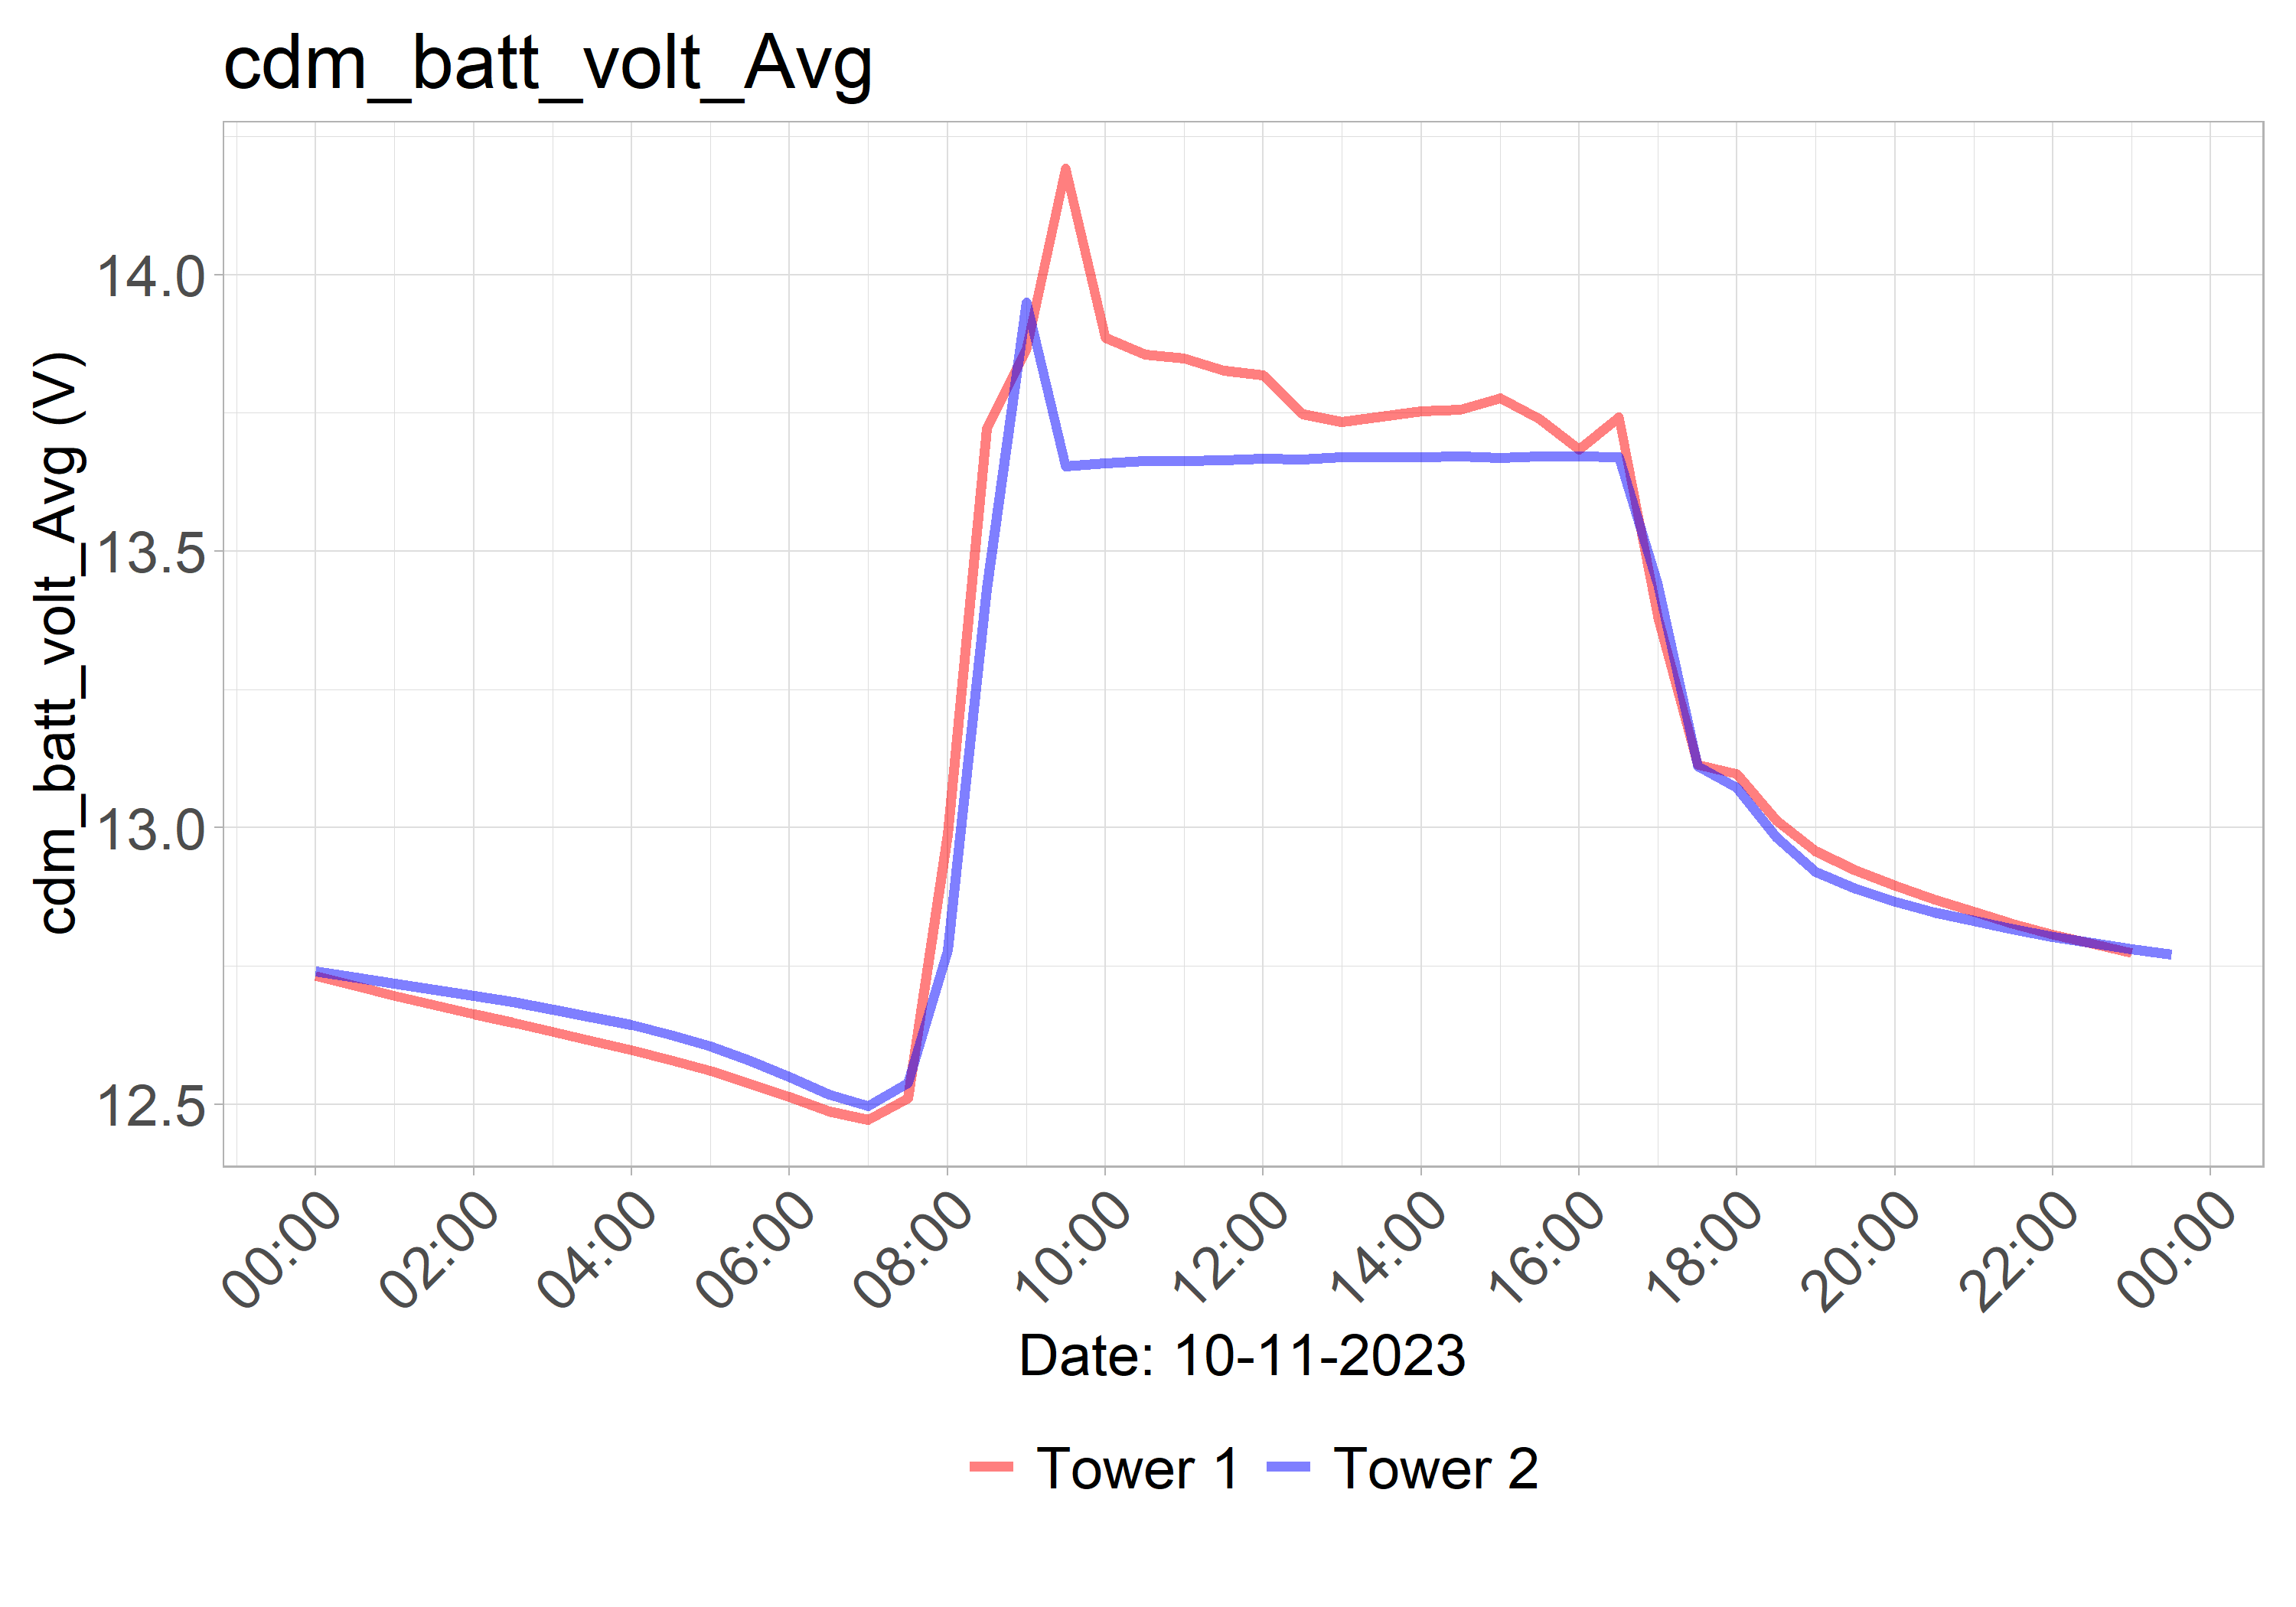 cdm_batt_volt_Avg
cdm_batt_volt_Avg (V)
14.0
13.5
13.0
12.5
00:00 02:00 04:00 06:00 08:00 10:00 12:00 14:00 16:00 18:00 20:00 22:00 00:00
Date: 10-11-2023
Tower 1 Tower 2